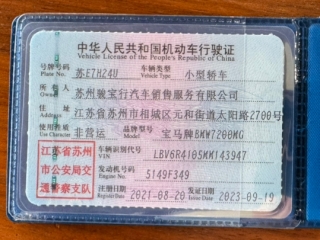 中华人民共和国机动车行驶证
Vehicle License of the People's Republic of China
号牌号码 苏E7H24U 车辆类型 小型轿车
Plate No. Vehicle Type
所有人 苏州骏宝行汽车销售服务有限公司
Owner
住址 江苏省苏州市相城区元和街道太阳路2700号
Address
使用性质 非营运 品牌型号 宝马牌BMW7200MG
Use Character Model
江苏省苏州 车辆识别代号 LBV6R4105MM143947
VIN
市公安局交 发动机号码 5149F349
Engine No.
通警察支队 注册日期 2021-08-20 发证日期 2023-09-19
Register Date Issue Date